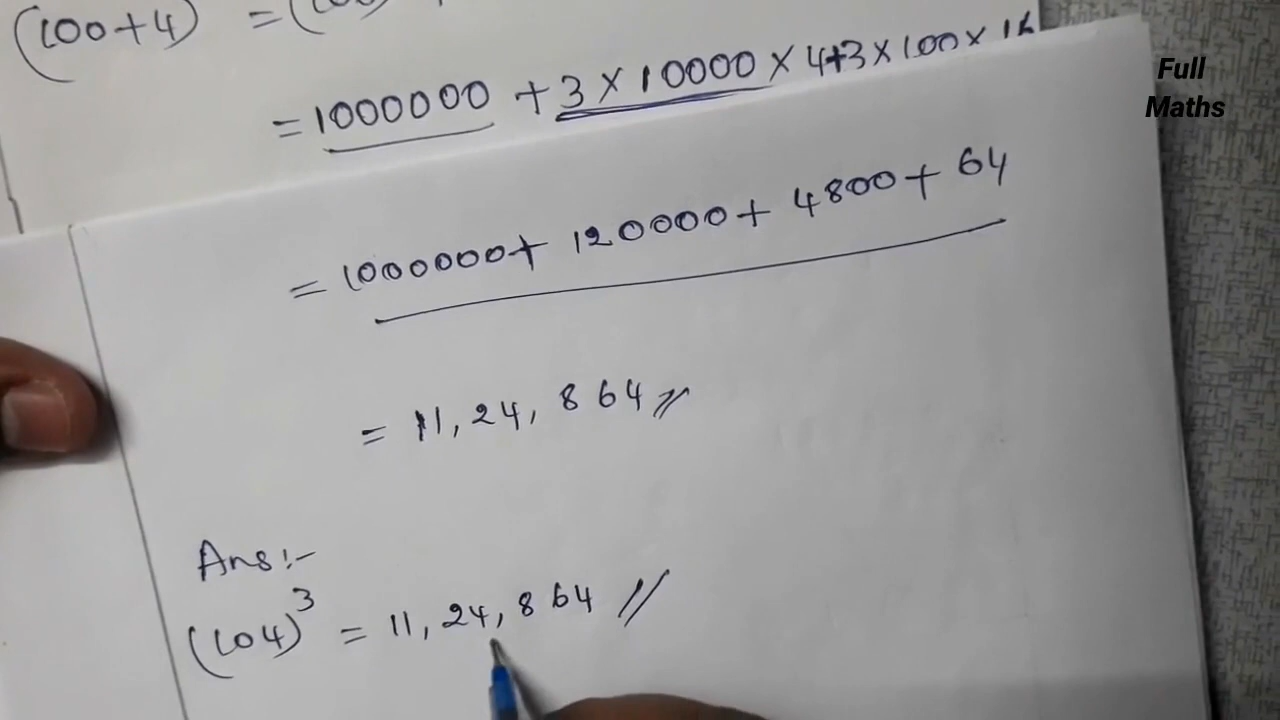 (100+4) =(
=1000000 + 3 × 10000 × 4+3×100×16
= 1000000+ 120000+ 4800+ 64
= 11,24,864 //
Ans:-
(104)³ = 11,24,864 //
Full
Maths